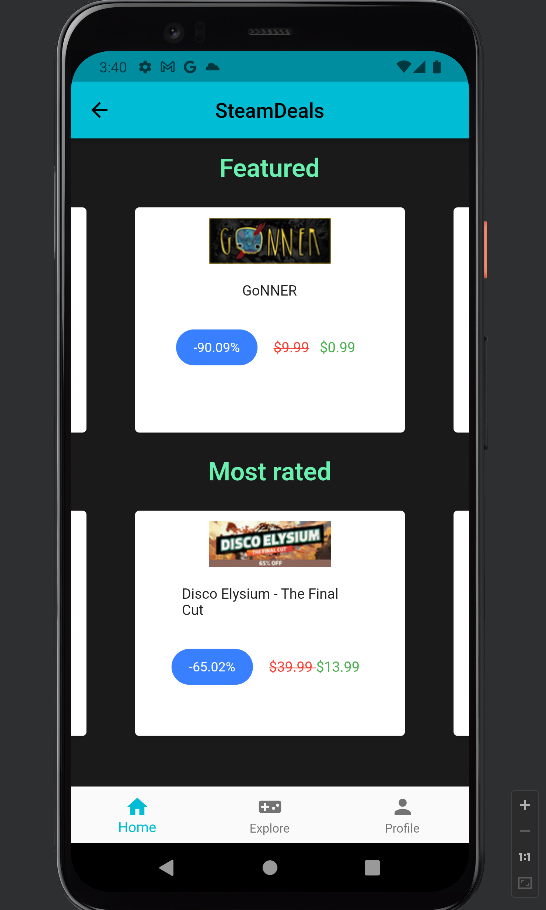 3:40
SteamDeals
Featured
GONNER
GoNNER
-90.09% $9.99 $0.99
Most rated
DISCO ELYSIUM
THE FINAL CUT
65% OFF
Disco Elysium - The Final
Cut
-65.02% $39.99 $13.99
Home Explore Profile
1:1